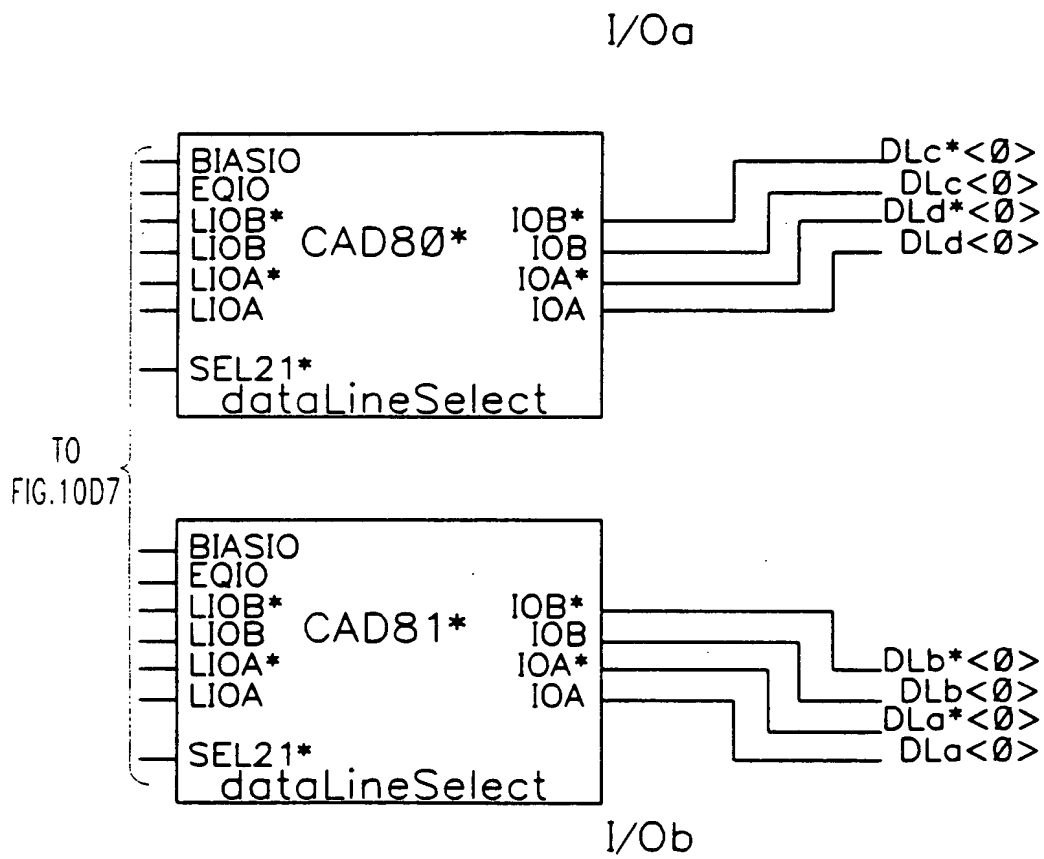 I/Oa
BIASIO
EQIO
LIOB*
LIOB
LIOA*
LIOA
SEL21*
CAD8Ø*
IOB*
IOB
IOA*
IOA
dataLineSelect
DLc*<Ø>
DLc<Ø>
DLd*<Ø>
DLd<Ø>
TO
FIG.10D7
BIASIO
EQIO
LIOB*
LIOB
LIOA*
LIOA
SEL21*
CAD81*
IOB*
IOB
IOA*
IOA
dataLineSelect
DLb*<Ø>
DLb<Ø>
DLa*<Ø>
DLa<Ø>
I/Ob